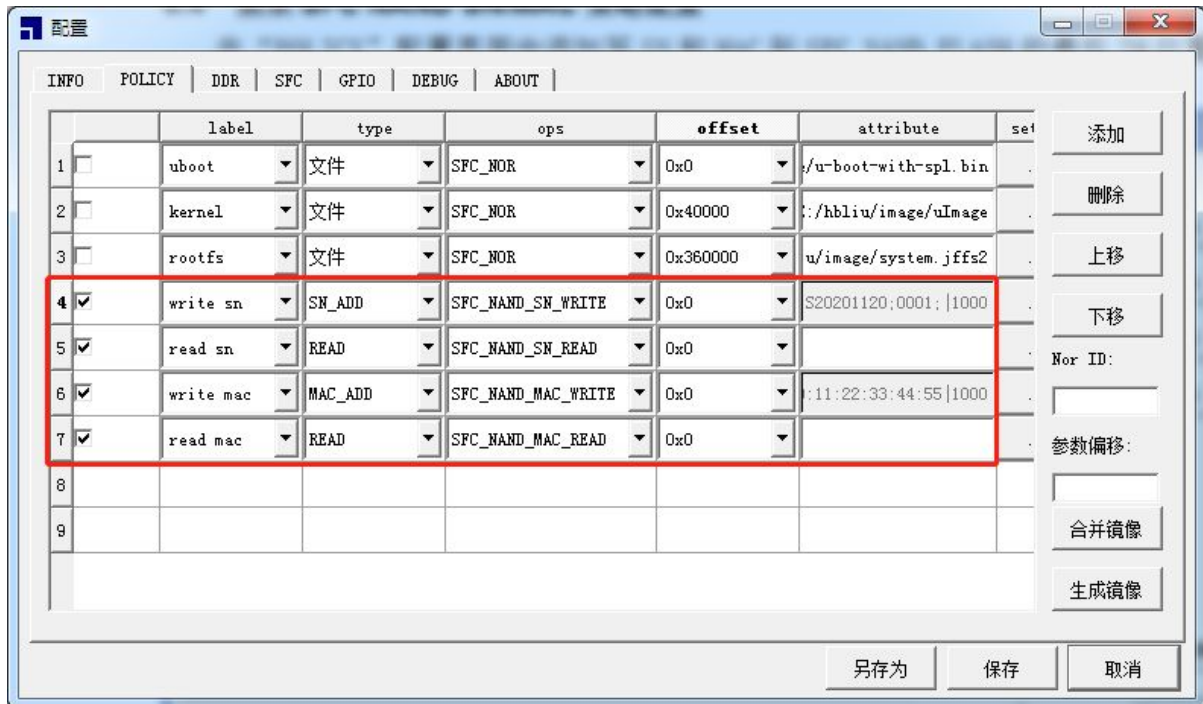 配置
INFO POLICY DDR SFC GPIO DEBUG ABOUT
label type ops offset attribute set
添加
1 uboot 文件 SFC_NOR 0x0 :/u-boot-with-spl.bin .
删除
2 kernel 文件 SFC_NOR 0x40000 :/hbliu/image/uImage .
3 rootfs 文件 SFC_NOR 0x360000 u/image/system.jffs2 .
上移
4 write sn SN_ADD SFC_NAND_SN_WRITE 0x0 S20201120;0001; |1000 .
下移
5 read sn READ SFC_NAND_SN_READ 0x0 .
Nor ID:
6 write mac MAC_ADD SFC_NAND_MAC_WRITE 0x0 :11:22:33:44:55|1000 .
7 read mac READ SFC_NAND_MAC_READ 0x0 .
参数偏移:
8
9
合并镜像
生成镜像
另存为 保存 取消